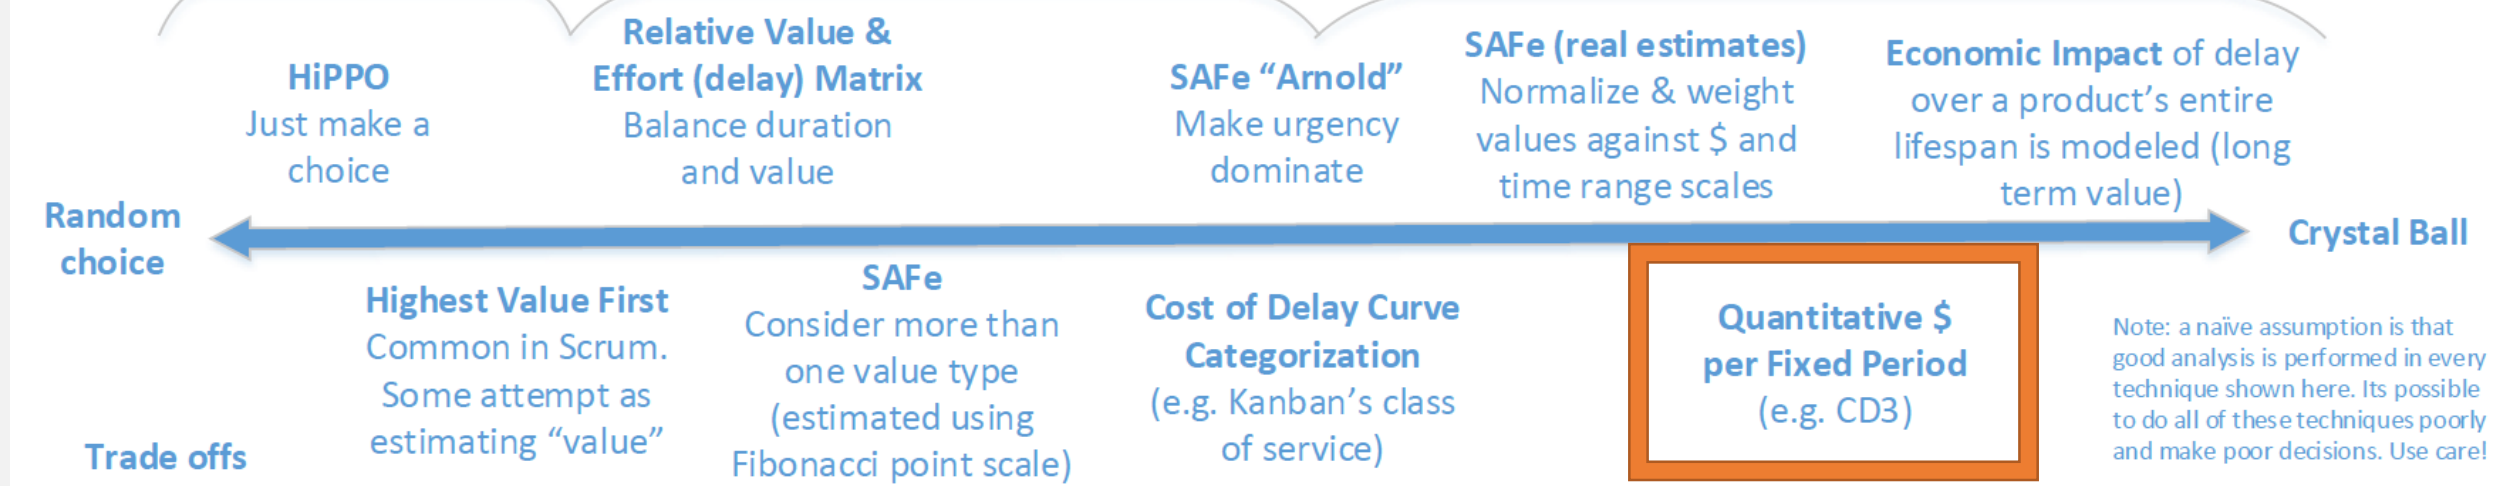 HiPPO
Just make a
choice
Relative Value &
Effort (delay) Matrix
Balance duration
and value
SAFe “Arnold”
Make urgency
dominate
SAFe (real estimates)
Normalize & weight
values against $ and
time range scales
Economic Impact of delay
over a product’s entire
lifespan is modeled (long
term value)
Random
choice
Crystal Ball
Highest Value First
Common in Scrum.
Some attempt as
estimating “value”
SAFe
Consider more than
one value type
(estimated using
Fibonacci point scale)
Cost of Delay Curve
Categorization
(e.g. Kanban’s class
of service)
Quantitative $
per Fixed Period
(e.g. CD3)
Note: a naïve assumption is that
good analysis is performed in every
technique shown here. Its possible
to do all of these techniques poorly
and make poor decisions. Use care!
Trade offs